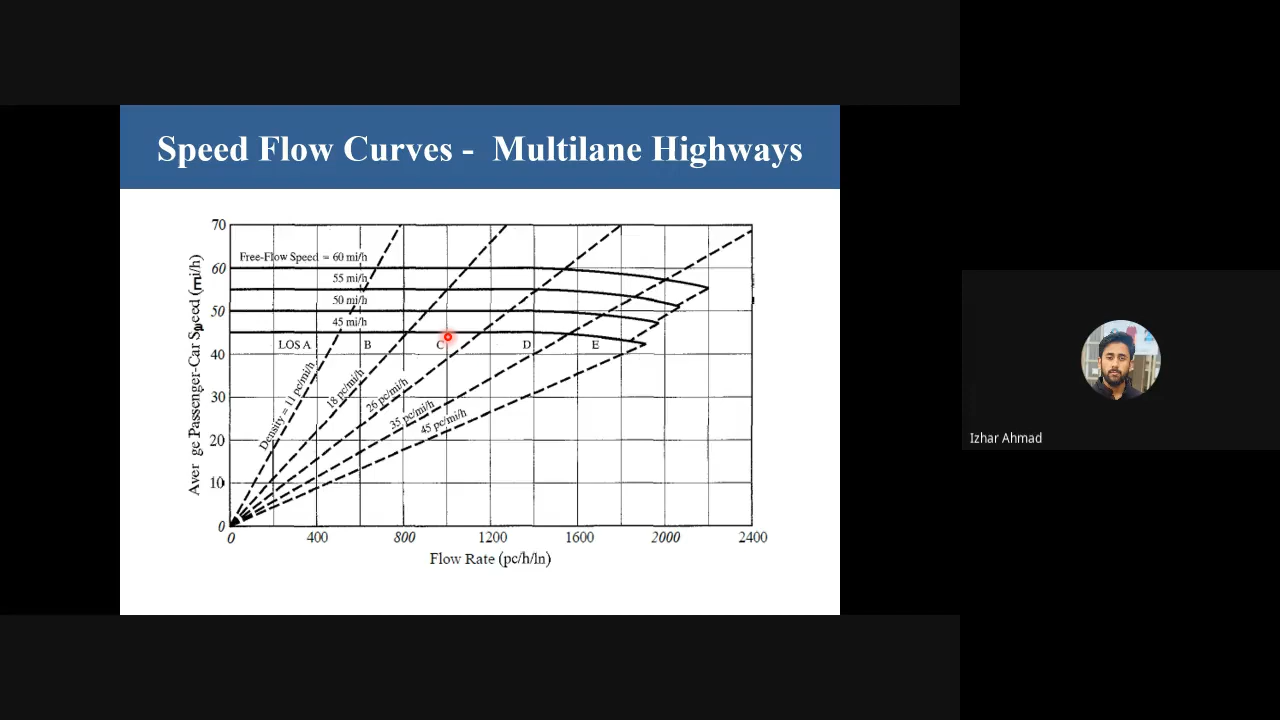 Speed Flow Curves - Multilane Highways
70
Free-Flow Speed = 60 mi/h
60
55 mi/h
50 mi/h
50
45 mi/h
LOS A B C D E
40
30
20
10
0
Aver ge Passenger-Car Speed (mi/h)
Density = 11 pc/mi/h
18 pc/mi/h
26 pc/mi/h
35 pc/mi/h
45 pc/mi/h
0 400 800 1200 1600 2000 2400
Flow Rate (pc/h/ln)
Izhar Ahmad